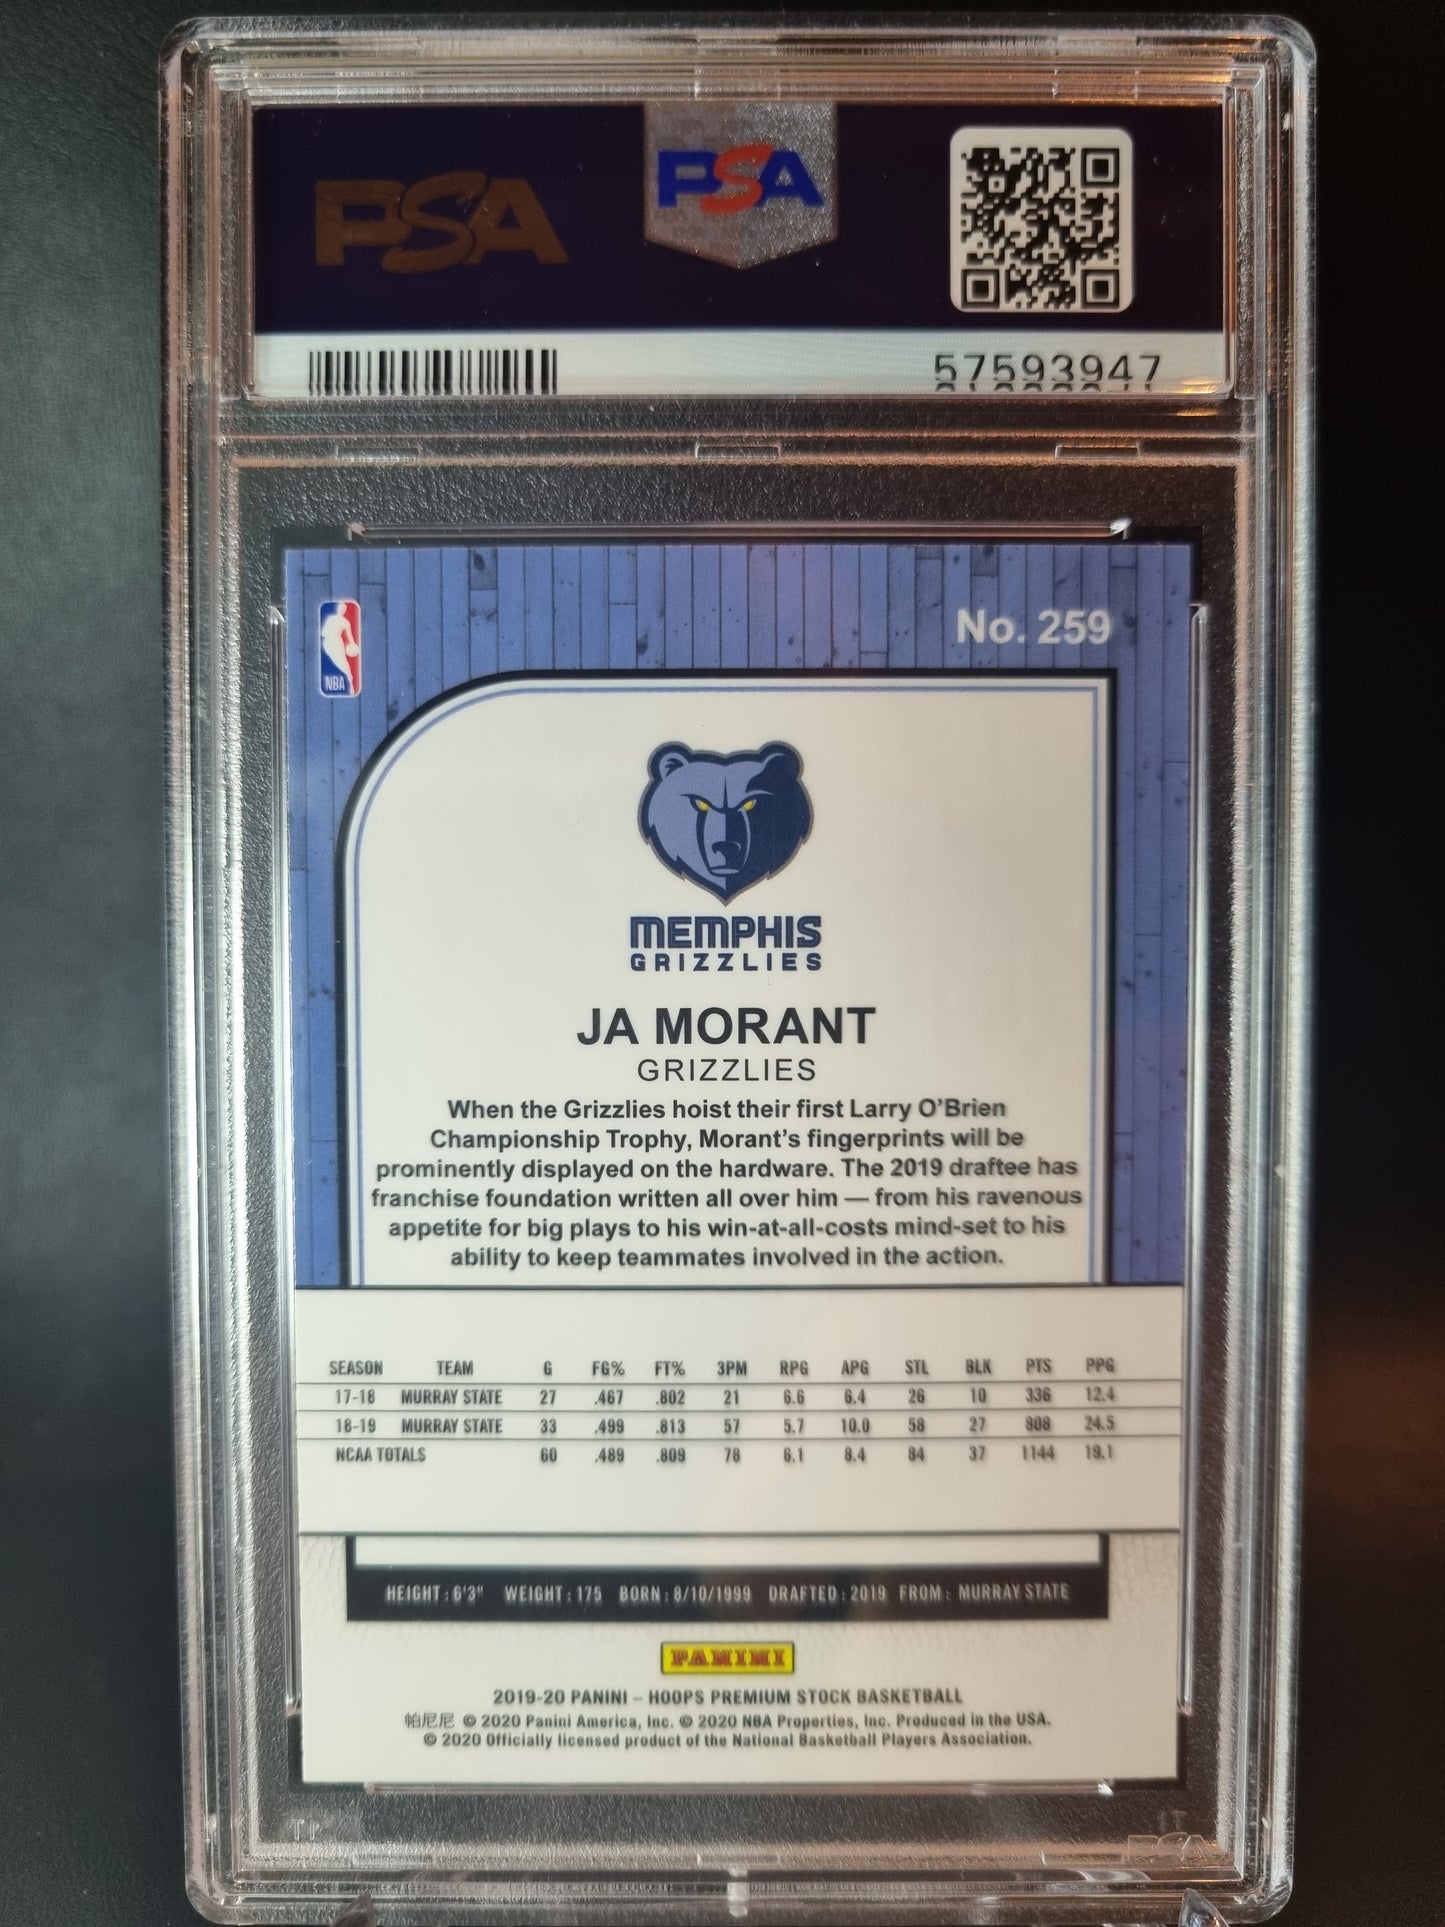 PSA
PSA
57593947
No. 259
NBA
MEMPHIS
GRIZZLIES
JA MORANT
GRIZZLIES
When the Grizzlies hoist their first Larry O'Brien
Championship Trophy, Morant's fingerprints will be
prominently displayed on the hardware. The 2019 draftee has
franchise foundation written all over him — from his ravenous
appetite for big plays to his win-at-all-costs mind-set to his
ability to keep teammates involved in the action.
SEASON TEAM G FG% FT% 3PM RPG APG STL BLK PTS PPG
17-18 MURRAY STATE 27 .467 .802 21 6.6 6.4 26 10 336 12.4
18-19 MURRAY STATE 33 .499 .813 57 5.7 10.0 58 27 808 24.5
NCAA TOTALS 60 .489 .809 78 6.1 8.4 84 37 1144 19.1
HEIGHT : 6'3" WEIGHT : 175 BORN : 8/10/1999 DRAFTED : 2019 FROM : MURRAY STATE
PANINI
2019-20 PANINI – HOOPS PREMIUM STOCK BASKETBALL
帕尼尼 © 2020 Panini America, Inc. © 2020 NBA Properties, Inc. Produced in the USA.
© 2020 Officially licensed product of the National Basketball Players Association.
PSA